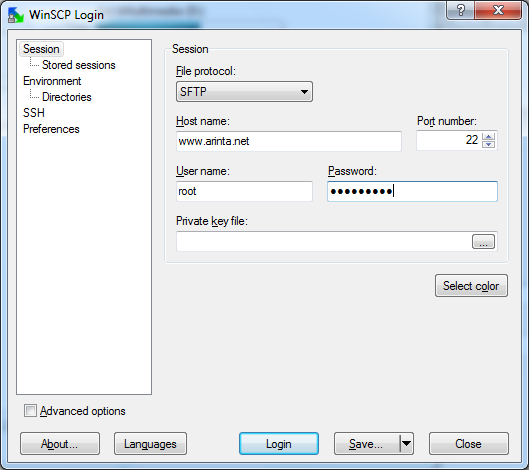 WinSCP Login
Session
Stored sessions
Environment
Directories
SSH
Preferences
Session
File protocol:
SFTP
Host name:
Port number:
www.arinta.net
22
User name:
Password:
root
●●●●●●●●●
Private key file:
...
Select color
Advanced options
About...
Languages
Login
Save...
Close